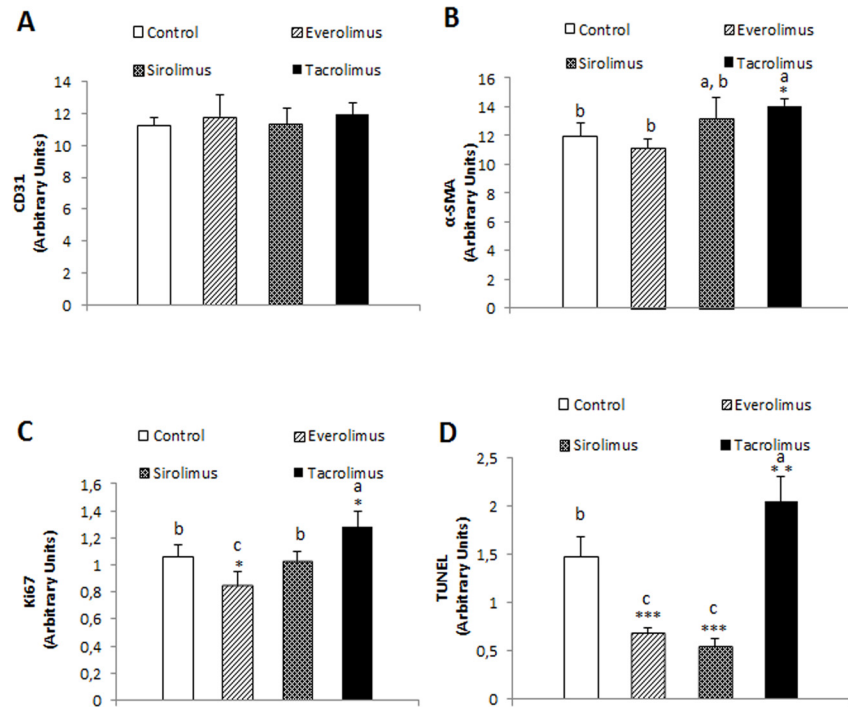 A
Control
Everolimus
Sirolimus
Tacrolimus
CD31
(Arbitrary Units)
14
12
10
8
6
4
2
0
B
Control
Everolimus
Sirolimus
Tacrolimus
α-SMA
(Arbitrary Units)
16
14
12
10
8
6
4
2
0
b
b
a, b
a
*
C
Control
Everolimus
Sirolimus
Tacrolimus
Ki67
(Arbitrary Units)
1,6
1,4
1,2
1
0,8
0,6
0,4
0,2
0
b
c
*
b
a
*
D
Control
Everolimus
Sirolimus
Tacrolimus
TUNEL
(Arbitrary Units)
2,5
2
1,5
1
0,5
0
b
c
***
c
***
a
**